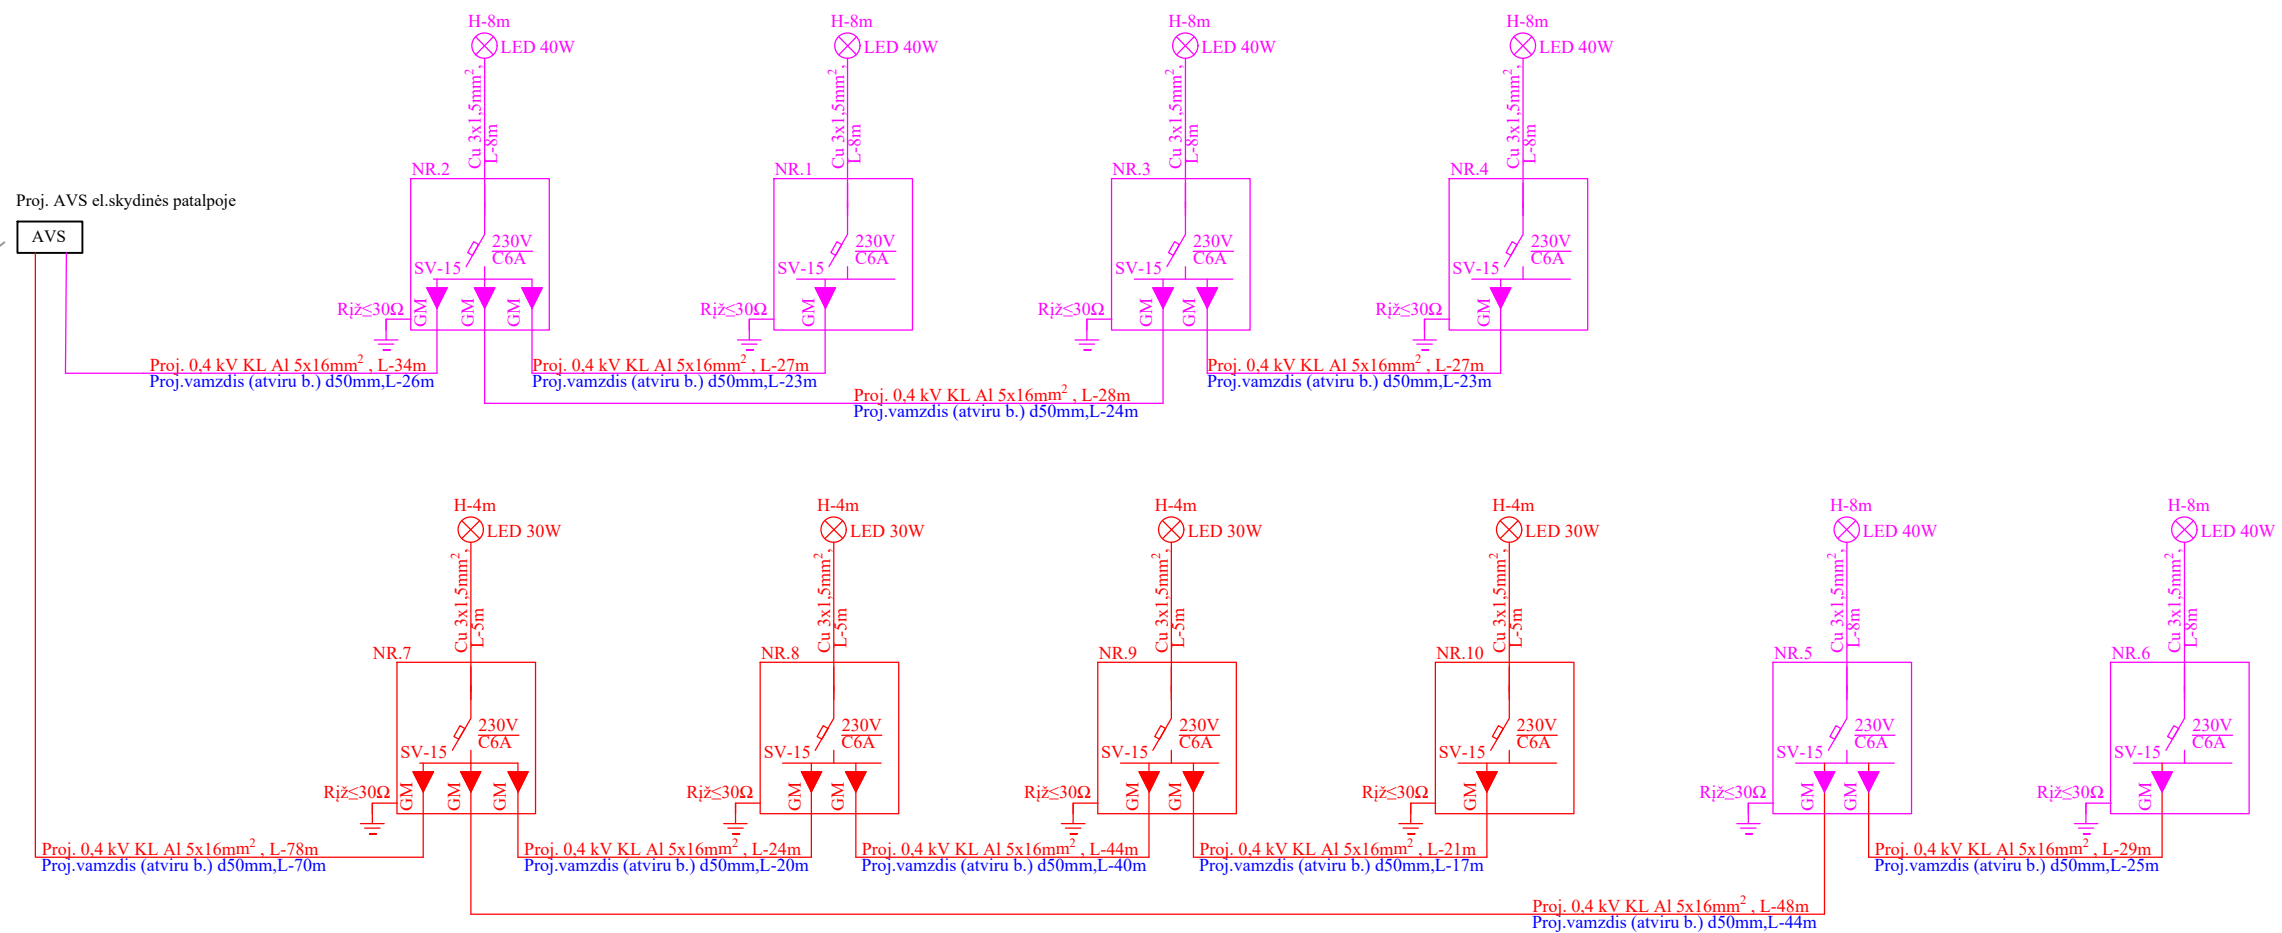 H-8m
LED 40W
Cu 3x1,5mm²,
L-8m
H-8m
LED 40W
Cu 3x1,5mm²,
L-8m
H-8m
LED 40W
Cu 3x1,5mm²,
L-8m
H-8m
LED 40W
Cu 3x1,5mm²,
L-8m
Proj. AVS el.skydinės patalpoje
AVS
NR.2
230V
C6A
SV-15
GM
GM
GM
Rįž≤30Ω
NR.1
230V
C6A
SV-15
GM
Rįž≤30Ω
NR.3
230V
C6A
SV-15
GM
GM
Rįž≤30Ω
NR.4
230V
C6A
SV-15
GM
Rįž≤30Ω
Proj. 0,4 kV KL Al 5x16mm² , L-34m
Proj.vamzdis (atviru b.) d50mm,L-26m
Proj. 0,4 kV KL Al 5x16mm² , L-27m
Proj.vamzdis (atviru b.) d50mm,L-23m
Proj. 0,4 kV KL Al 5x16mm² , L-28m
Proj.vamzdis (atviru b.) d50mm,L-24m
Proj. 0,4 kV KL Al 5x16mm² , L-27m
Proj.vamzdis (atviru b.) d50mm,L-23m
H-4m
LED 30W
Cu 3x1,5mm²,
L-5m
H-4m
LED 30W
Cu 3x1,5mm²,
L-5m
H-4m
LED 30W
Cu 3x1,5mm²,
L-5m
H-4m
LED 30W
Cu 3x1,5mm²,
L-5m
H-8m
LED 40W
Cu 3x1,5mm²,
L-8m
H-8m
LED 40W
Cu 3x1,5mm²,
L-8m
NR.7
230V
C6A
SV-15
GM
GM
GM
Rįž≤30Ω
NR.8
230V
C6A
SV-15
GM
GM
Rįž≤30Ω
NR.9
230V
C6A
SV-15
GM
GM
Rįž≤30Ω
NR.10
230V
C6A
SV-15
GM
Rįž≤30Ω
NR.5
230V
C6A
SV-15
GM
GM
Rįž≤30Ω
NR.6
230V
C6A
SV-15
GM
Rįž≤30Ω
Proj. 0,4 kV KL Al 5x16mm² , L-78m
Proj.vamzdis (atviru b.) d50mm,L-70m
Proj. 0,4 kV KL Al 5x16mm² , L-24m
Proj.vamzdis (atviru b.) d50mm,L-20m
Proj. 0,4 kV KL Al 5x16mm² , L-44m
Proj.vamzdis (atviru b.) d50mm,L-40m
Proj. 0,4 kV KL Al 5x16mm² , L-21m
Proj.vamzdis (atviru b.) d50mm,L-17m
Proj. 0,4 kV KL Al 5x16mm² , L-29m
Proj.vamzdis (atviru b.) d50mm,L-25m
Proj. 0,4 kV KL Al 5x16mm² , L-48m
Proj.vamzdis (atviru b.) d50mm,L-44m